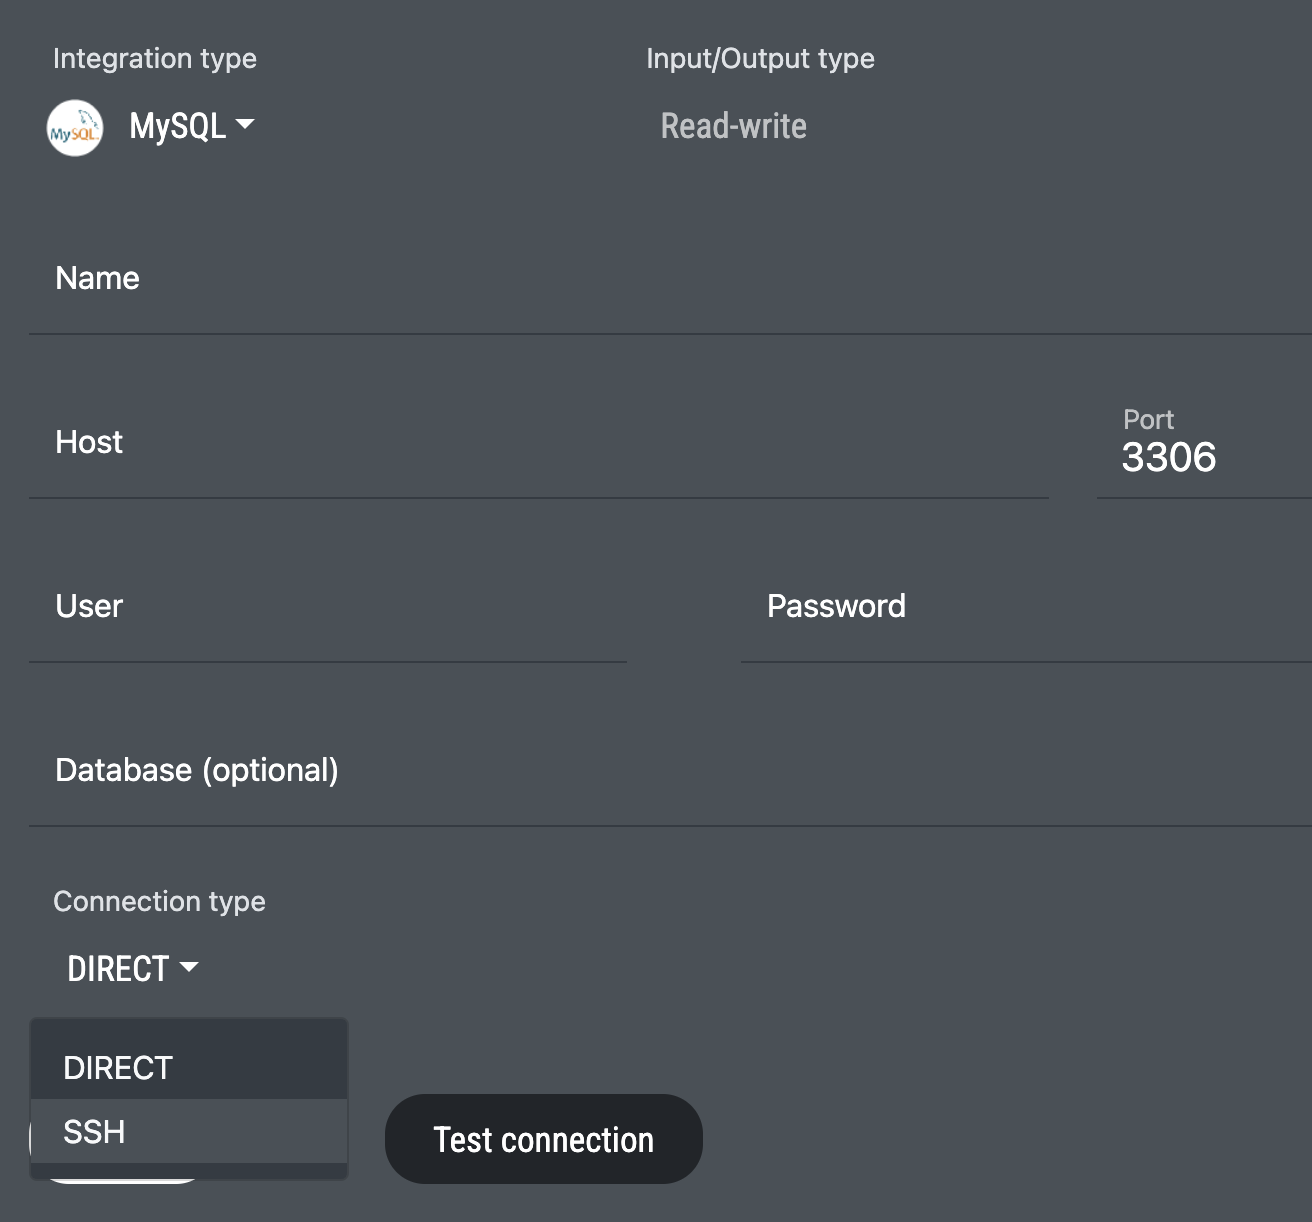 Integration type
Input/Output type
MySQL
MySQL
Read-write
Name
Host
Port
3306
User
Password
Database (optional)
Connection type
DIRECT
DIRECT
SSH
Test connection